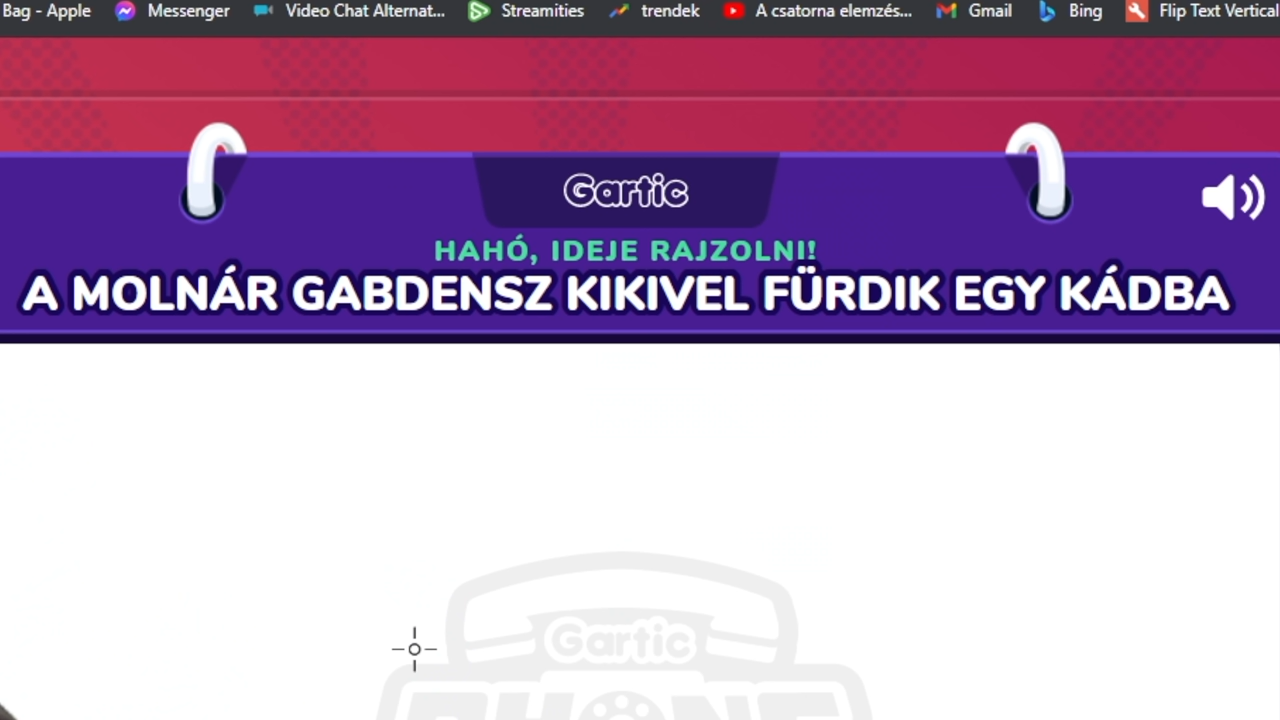 Bag - Apple Messenger Video Chat Alternat... Streamities trendek A csatorna elemzés... Gmail Bing Flip Text Vertical
Gartic
HAHÓ, IDEJE RAJZOLNI!
A MOLNÁR GABDENSZ KIKIVEL FÜRDIK EGY KÁDBA
Gartic
PHONE